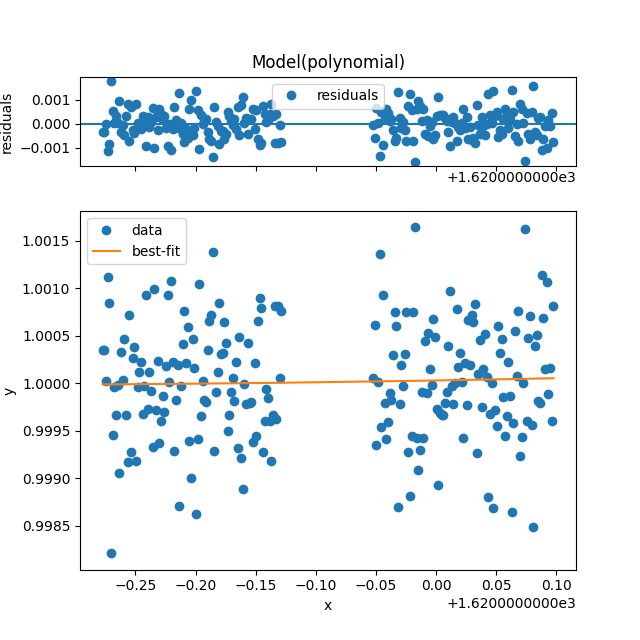 Model(polynomial)
residuals
0.001
0.000
−0.001
residuals
+1.6200000000e3
data
best-fit
1.0015
1.0010
1.0005
1.0000
0.9995
0.9990
0.9985
y
−0.25 −0.20 −0.15 −0.10 −0.05 0.00 0.05 0.10
x
+1.6200000000e3